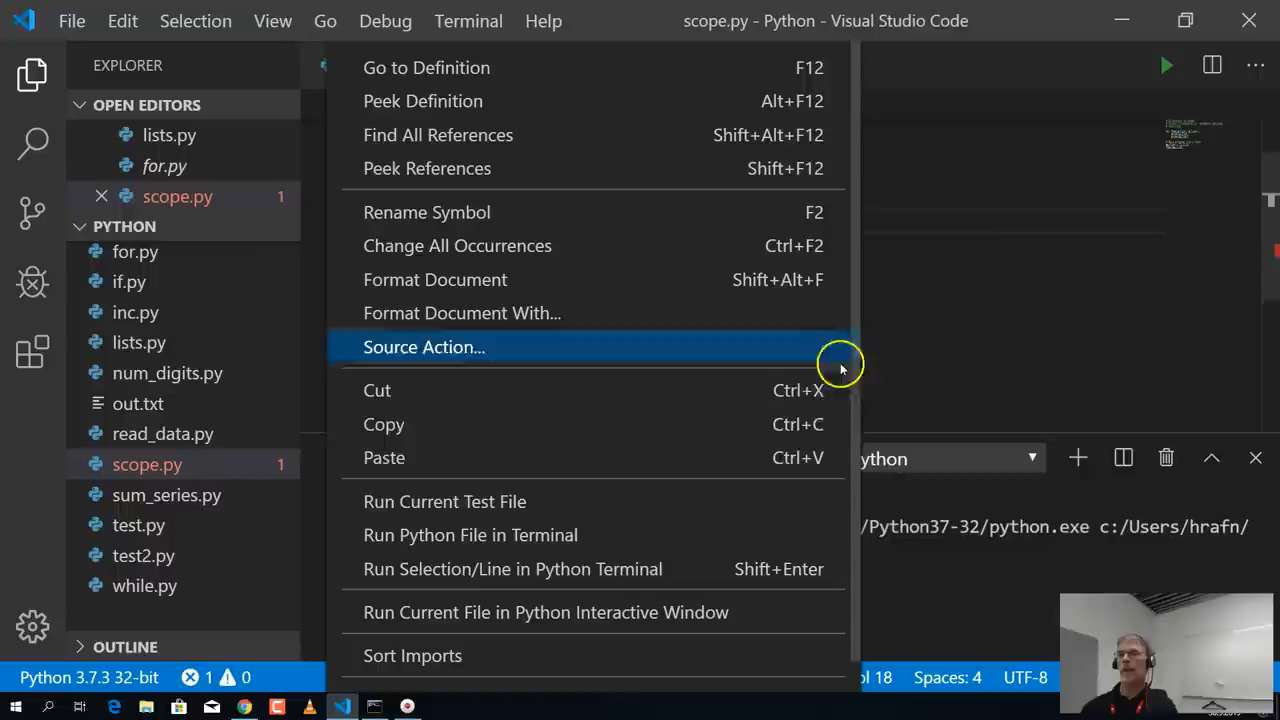 File Edit Selection View Go Debug Terminal Help scope.py - Python - Visual Studio Code
EXPLORER
OPEN EDITORS
lists.py
for.py
scope.py 1
PYTHON
for.py
if.py
inc.py
lists.py
num_digits.py
out.txt
read_data.py
scope.py 1
sum_series.py
test.py
test2.py
while.py
OUTLINE
Go to Definition F12
Peek Definition Alt+F12
Find All References Shift+Alt+F12
Peek References Shift+F12
Rename Symbol F2
Change All Occurrences Ctrl+F2
Format Document Shift+Alt+F
Format Document With...
Source Action...
Cut Ctrl+X
Copy Ctrl+C
Paste Ctrl+V
Run Current Test File
Run Python File in Terminal
Run Selection/Line in Python Terminal Shift+Enter
Run Current File in Python Interactive Window
Sort Imports
ython
/Python37-32/python.exe c:/Users/hrafn/
Python 3.7.3 32-bit 1 0 ol 18 Spaces: 4 UTF-8